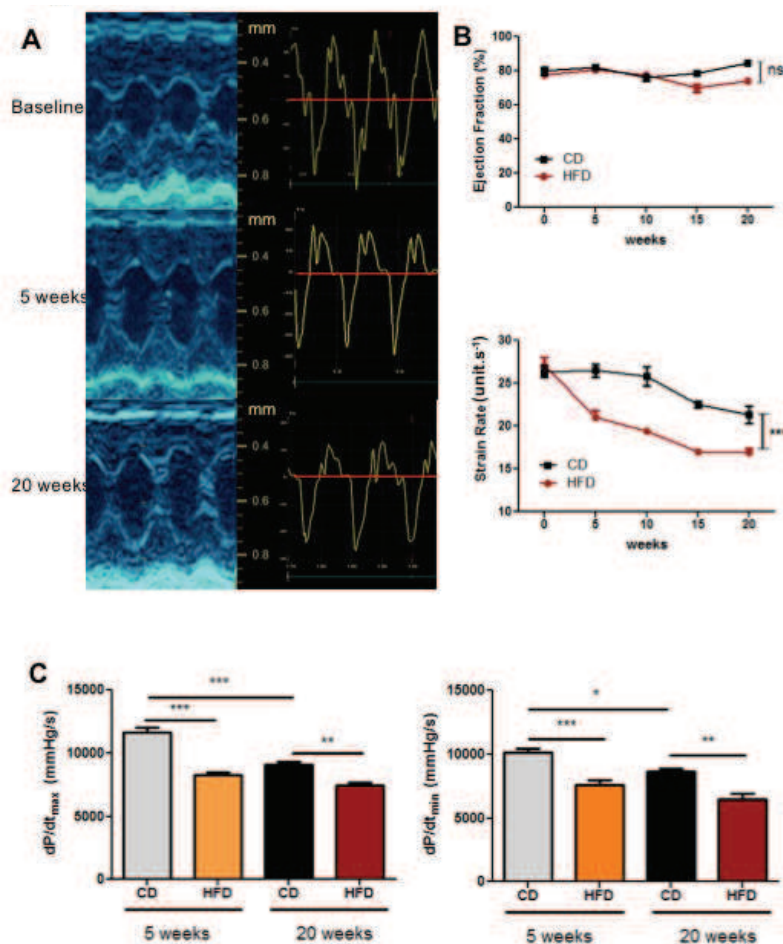 A
mm
Baseline
0.4
0.6
0.8
mm
5 weeks
0.4
0.6
0.8
mm
20 weeks
0.4
0.6
0.8
B
Ejection Fraction (%)
100
80
60
40
20
0
CD
HFD
ns
0 5 10 15 20
weeks
Strain Rate (unit.s⁻¹)
30
25
20
15
10
CD
HFD
0 5 10 15 20
weeks
C
dP/dtmax (mmHg/s)
15000
10000
5000
0
***
***
**
CD HFD CD HFD
5 weeks 20 weeks
dP/dtmin (mmHg/s)
15000
10000
5000
0
*
***
**
CD HFD CD HFD
5 weeks 20 weeks